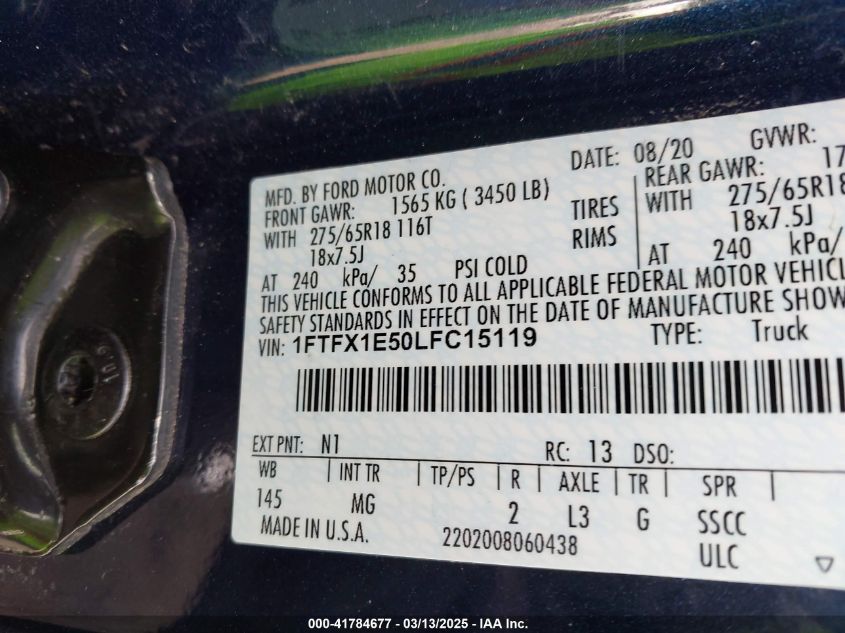 MFD. BY FORD MOTOR CO. DATE: 08/20 GVWR:
FRONT GAWR: 1565 KG ( 3450 LB) REAR GAWR: 17
WITH 275/65R18 116T TIRES WITH 275/65R18
18x7.5J RIMS 18x7.5J
AT 240 kPa/ 35 PSI COLD AT 240 kPa/
THIS VEHICLE CONFORMS TO ALL APPLICABLE FEDERAL MOTOR VEHICL
SAFETY STANDARDS IN EFFECT ON THE DATE OF MANUFACTURE SHOW
VIN: 1FTFX1E50LFC15119 TYPE: Truck
EXT PNT: N1 RC: 13 DSO:
WB INT TR TP/PS R AXLE TR SPR
145 MG 2 L3 G SSCC
MADE IN U.S.A. 2202008060438 ULC
000-41784677 - 03/13/2025 - IAA Inc.